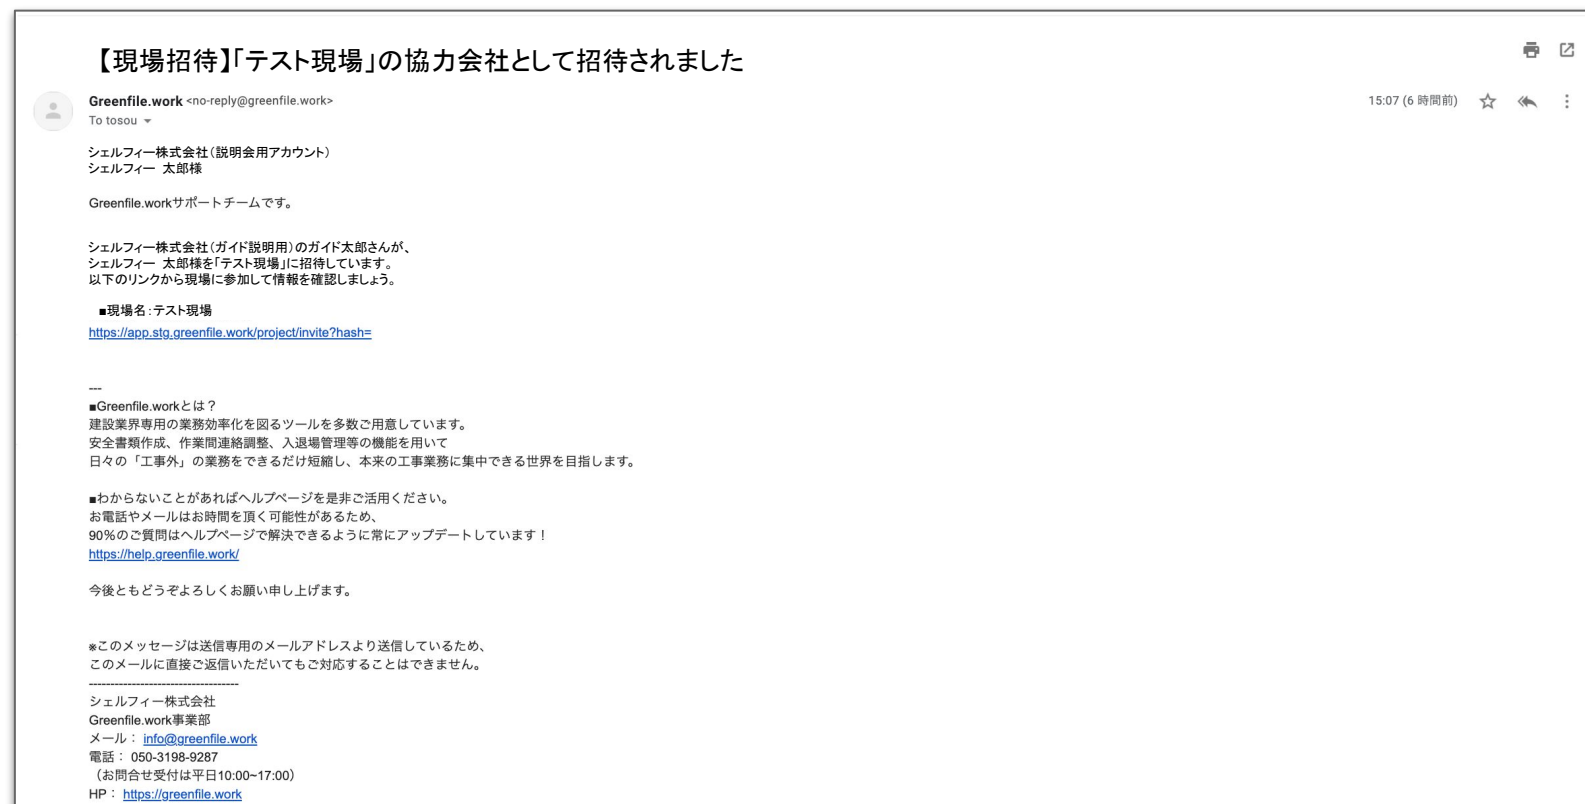 【現場招待】「テスト現場」の協力会社として招待されました
Greenfile.work <no-reply@greenfile.work>
15:07 (6 時間前)
To tosou
シェルフィー株式会社（説明会用アカウント）
シェルフィー 太郎様
Greenfile.workサポートチームです。
シェルフィー株式会社（ガイド説明用）のガイド太郎さんが、
シェルフィー 太郎様を「テスト現場」に招待しています。
以下のリンクから現場に参加して情報を確認しましょう。
■現場名：テスト現場
https://app.stg.greenfile.work/project/invite?hash=
---
■Greenfile.workとは？
建設業界専用の業務効率化を図るツールを多数ご用意しています。
安全書類作成、作業間連絡調整、入退場管理等の機能を用いて
日々の「工事外」の業務をできるだけ短縮し、本来の工事業務に集中できる世界を目指します。
■わからないことがあればヘルプページを是非ご活用ください。
お電話やメールはお時間を頂く可能性があるため、
90％のご質問はヘルプページで解決できるように常にアップデートしています！
https://help.greenfile.work/
今後ともどうぞよろしくお願い申し上げます。
※このメッセージは送信専用のメールアドレスより送信しているため、
このメールに直接ご返信いただいてもご対応することはできません。
-----------------------------------
シェルフィー株式会社
Greenfile.work事業部
メール： info@greenfile.work
電話： 050-3198-9287
（お問合せ受付は平日10:00~17:00）
HP： https://greenfile.work